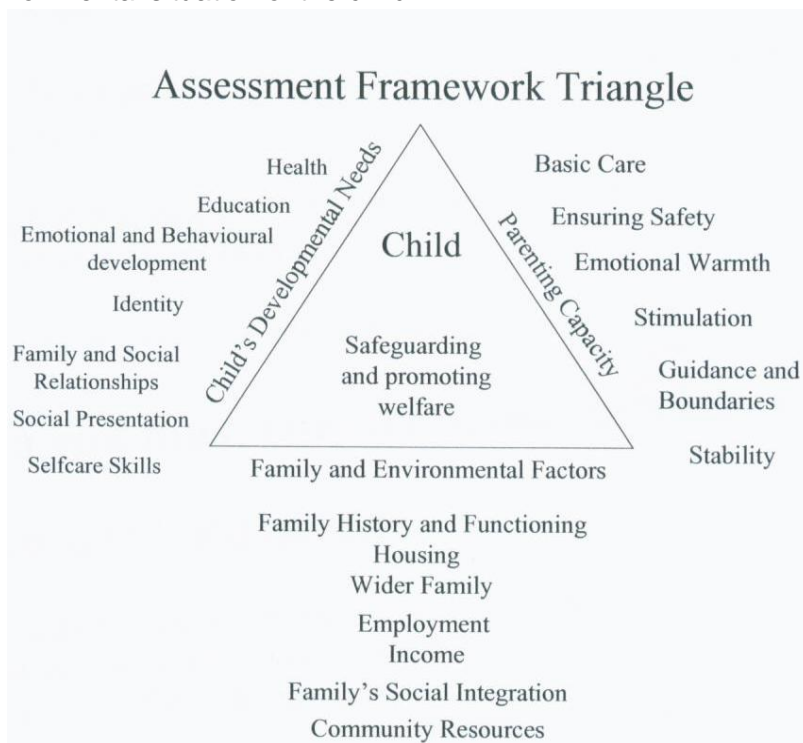 Assessment Framework Triangle
Health
Education
Emotional and Behavioural
development
Identity
Family and Social
Relationships
Social Presentation
Selfcare Skills
Child's Developmental Needs
Child
Safeguarding
and promoting
welfare
Parenting Capacity
Basic Care
Ensuring Safety
Emotional Warmth
Stimulation
Guidance and
Boundaries
Stability
Family and Environmental Factors
Family History and Functioning
Housing
Wider Family
Employment
Income
Family's Social Integration
Community Resources